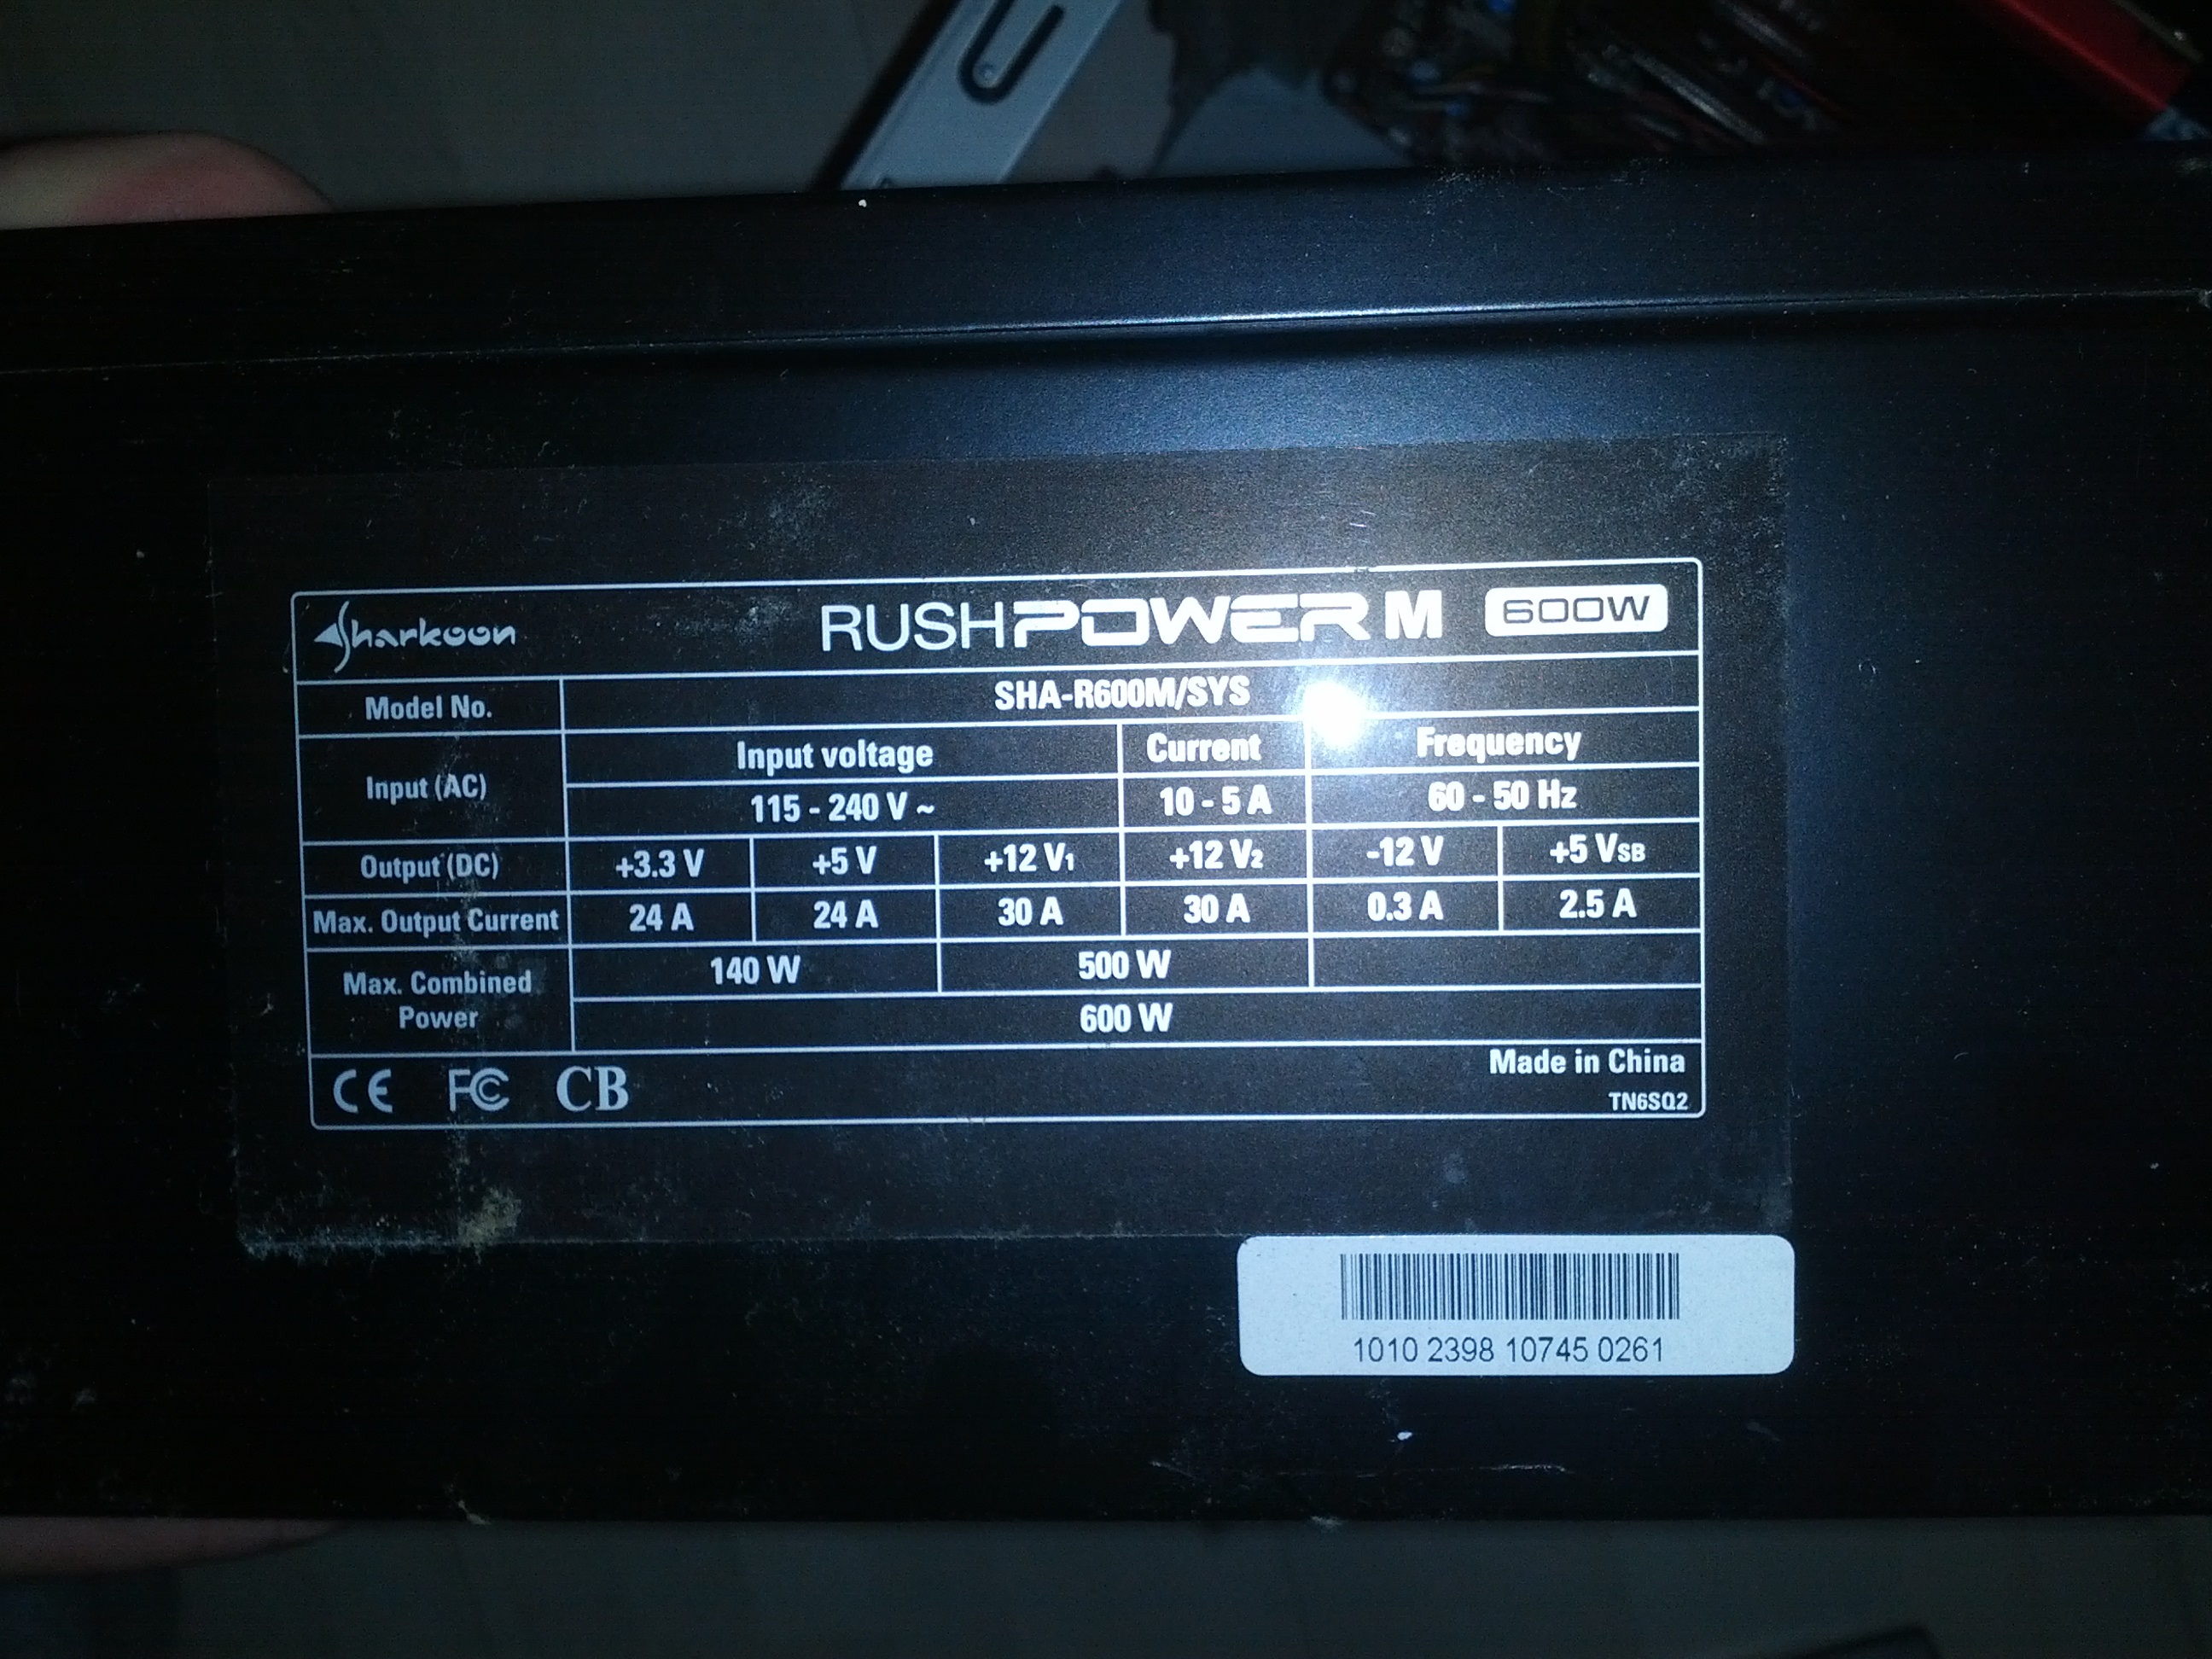 Sharkoon RUSHPOWER M 600W
Model No. SHA-R600M/SYS
Input (AC) Input voltage Current Frequency
115 - 240 V ~ 10 - 5 A 60 - 50 Hz
Output (DC) +3.3 V +5 V +12 V1 +12 V2 -12 V +5 VSB
Max. Output Current 24 A 24 A 30 A 30 A 0.3 A 2.5 A
Max. Combined Power 140 W 500 W
600 W
CE FC CB Made in China
TN6SQ2
1010 2398 10745 0261